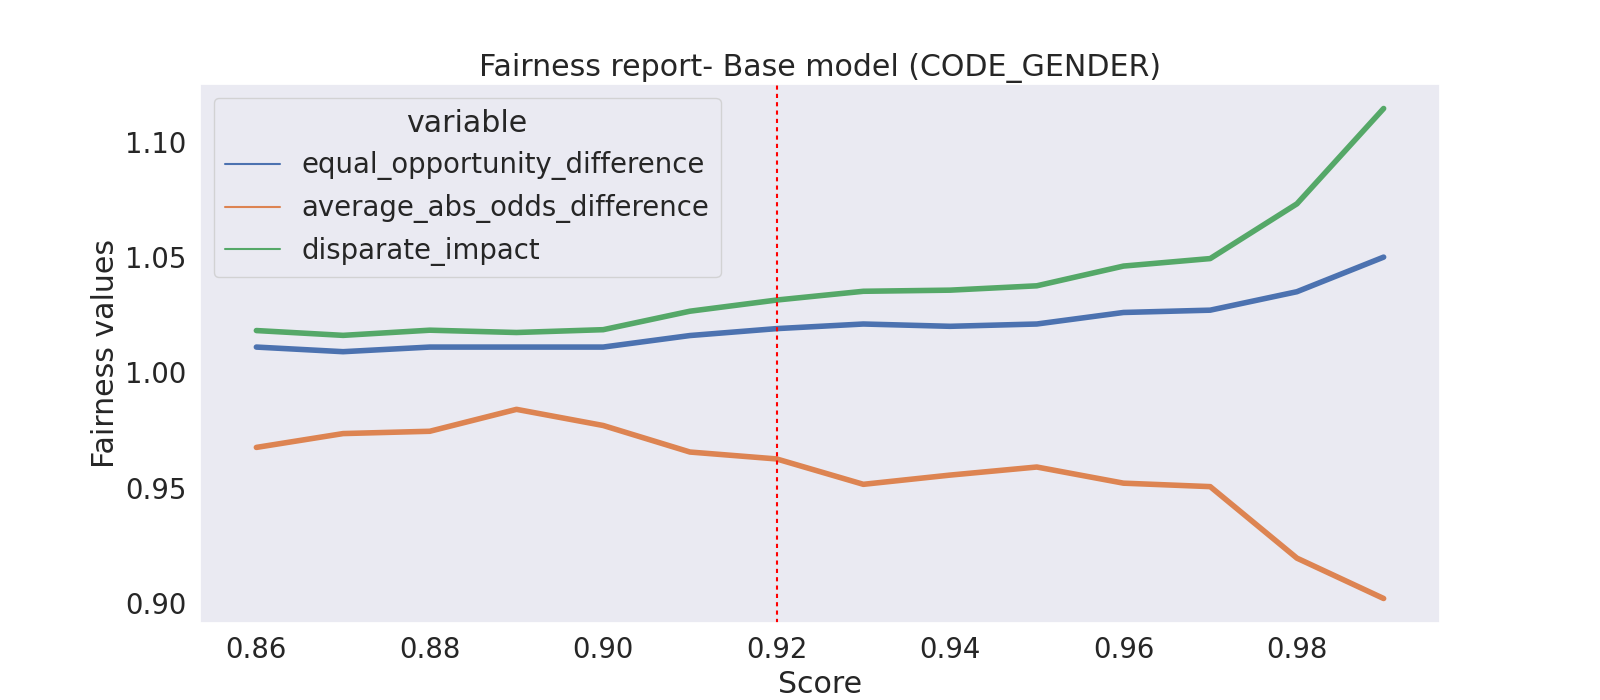 Fairness report- Base model (CODE_GENDER)
variable
equal_opportunity_difference
average_abs_odds_difference
disparate_impact
Fairness values
1.10
1.05
1.00
0.95
0.90
0.86 0.88 0.90 0.92 0.94 0.96 0.98
Score